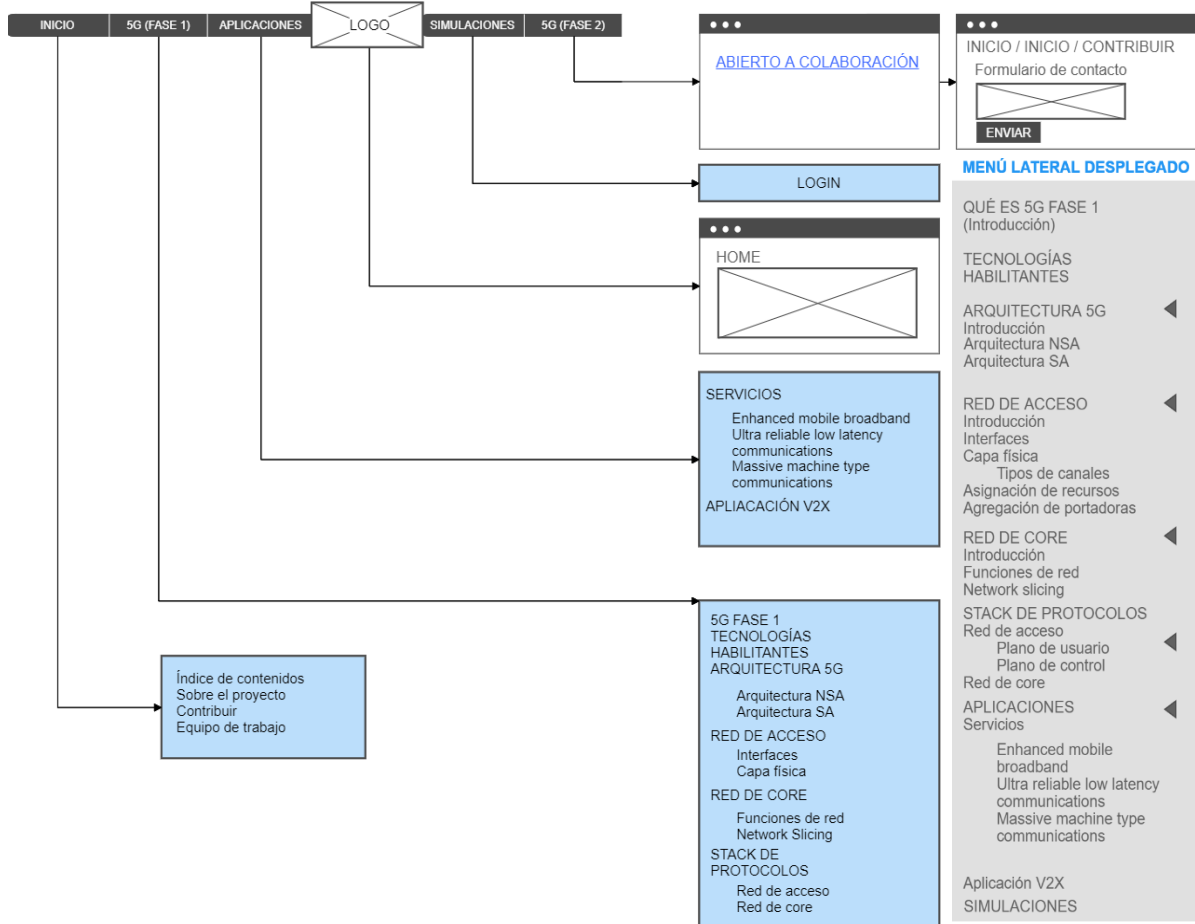 INICIO
5G (FASE 1)
APLICACIONES
LOGO
SIMULACIONES
5G (FASE 2)
ABIERTO A COLABORACIÓN
INICIO / INICIO / CONTRIBUIR
Formulario de contacto
ENVIAR
LOGIN
HOME
SERVICIOS
Enhanced mobile broadband
Ultra reliable low latency
communications
Massive machine type
communications
APLIACACIÓN V2X
5G FASE 1
TECNOLOGÍAS
HABILITANTES
ARQUITECTURA 5G
Arquitectura NSA
Arquitectura SA
RED DE ACCESO
Interfaces
Capa física
RED DE CORE
Funciones de red
Network Slicing
STACK DE
PROTOCOLOS
Red de acceso
Red de core
Índice de contenidos
Sobre el proyecto
Contribuir
Equipo de trabajo
MENÚ LATERAL DESPLEGADO
QUÉ ES 5G FASE 1
(Introducción)
TECNOLOGÍAS
HABILITANTES
ARQUITECTURA 5G
Introducción
Arquitectura NSA
Arquitectura SA
RED DE ACCESO
Introducción
Interfaces
Capa física
Tipos de canales
Asignación de recursos
Agregación de portadoras
RED DE CORE
Introducción
Funciones de red
Network slicing
STACK DE PROTOCOLOS
Red de acceso
Plano de usuario
Plano de control
Red de core
APLICACIONES
Servicios
Enhanced mobile
broadband
Ultra reliable low latency
communications
Massive machine type
communications
Aplicación V2X
SIMULACIONES